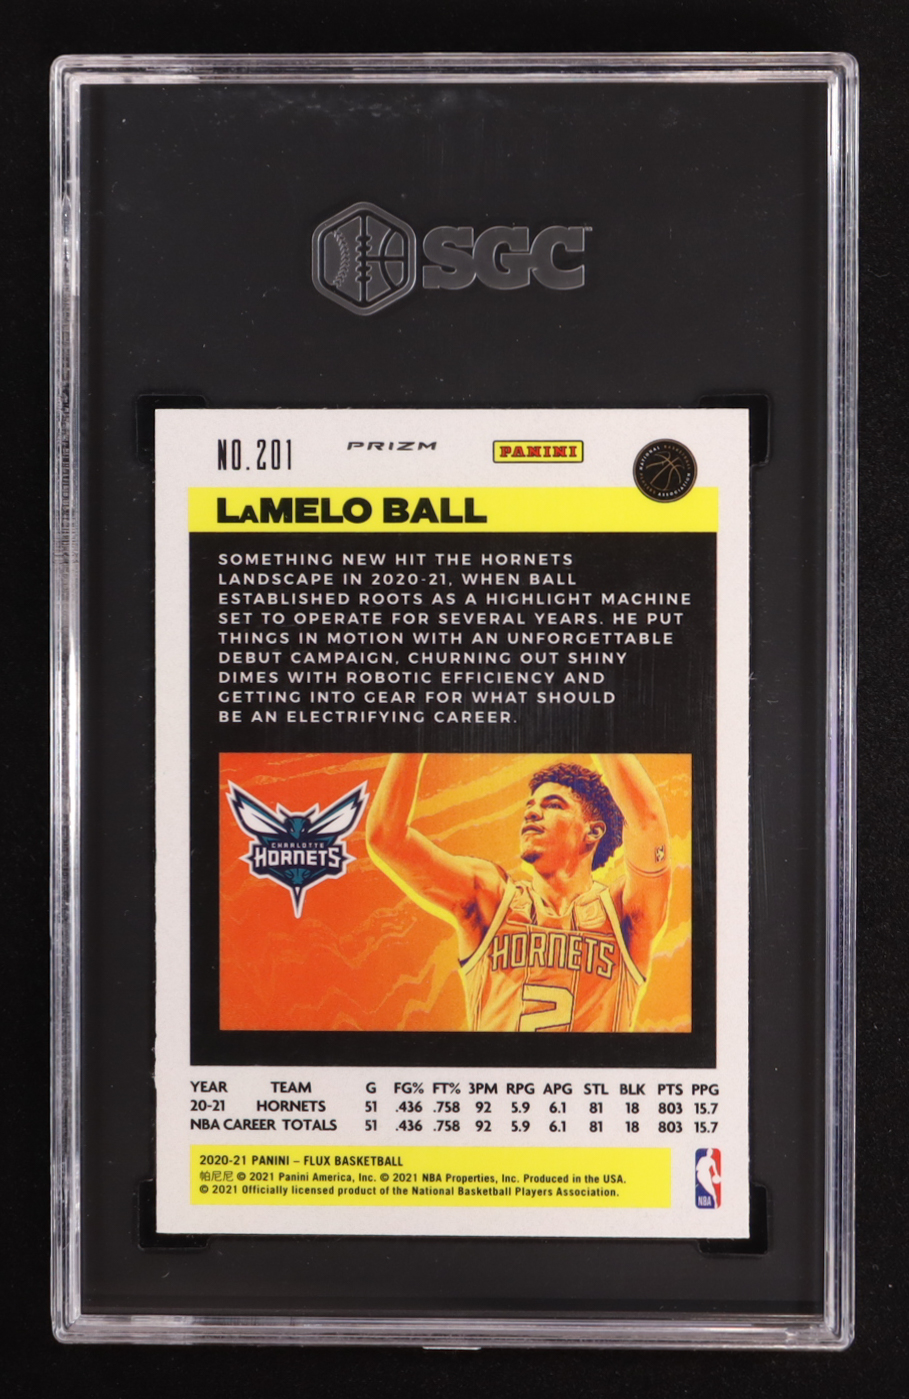 SGC
NO.201 PRIZM PANINI
LaMELO BALL
SOMETHING NEW HIT THE HORNETS
LANDSCAPE IN 2020-21, WHEN BALL
ESTABLISHED ROOTS AS A HIGHLIGHT MACHINE
SET TO OPERATE FOR SEVERAL YEARS. HE PUT
THINGS IN MOTION WITH AN UNFORGETTABLE
DEBUT CAMPAIGN, CHURNING OUT SHINY
DIMES WITH ROBOTIC EFFICIENCY AND
GETTING INTO GEAR FOR WHAT SHOULD
BE AN ELECTRIFYING CAREER.
CHARLOTTE
HORNETS
HORNETS
2
YEAR TEAM G FG% FT% 3PM RPG APG STL BLK PTS PPG
20-21 HORNETS 51 .436 .758 92 5.9 6.1 81 18 803 15.7
NBA CAREER TOTALS 51 .436 .758 92 5.9 6.1 81 18 803 15.7
2020-21 PANINI – FLUX BASKETBALL
帕尼尼 © 2021 Panini America, Inc. © 2021 NBA Properties, Inc. Produced in the USA.
© 2021 Officially licensed product of the National Basketball Players Association.
NBA